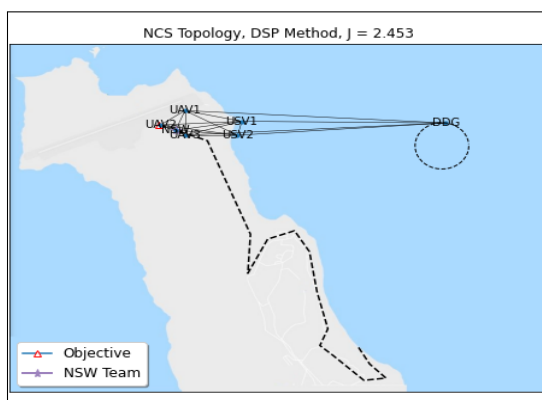 NCS Topology, DSP Method, J = 2.453
UAV1
UAV2
USV1
DDG
NSW
UAV3
USV2
Objective
NSW Team